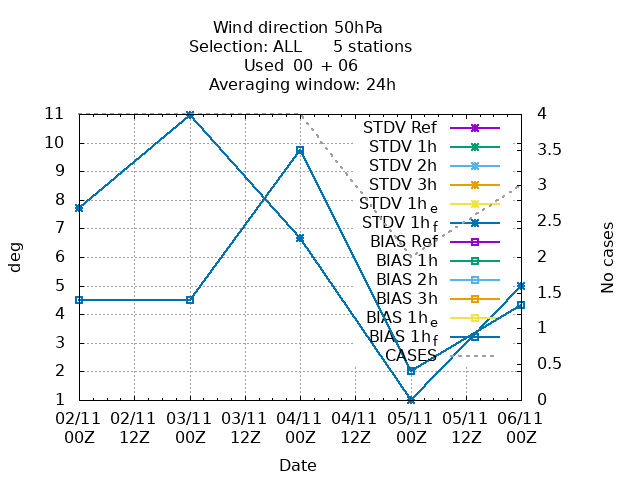 Wind direction 50hPa
Selection: ALL 5 stations
Used 00 + 06
Averaging window: 24h
11
10
9
8
7
6
5
4
3
2
1
deg
4
3.5
3
2.5
2
1.5
1
0.5
0
No cases
STDV Ref
STDV 1h
STDV 2h
STDV 3h
STDV 1he
STDV 1hf
BIAS Ref
BIAS 1h
BIAS 2h
BIAS 3h
BIAS 1he
BIAS 1hf
CASES
02/11 02/11 03/11 03/11 04/11 04/11 05/11 05/11 06/11
00Z 12Z 00Z 12Z 00Z 12Z 00Z 12Z 00Z
Date